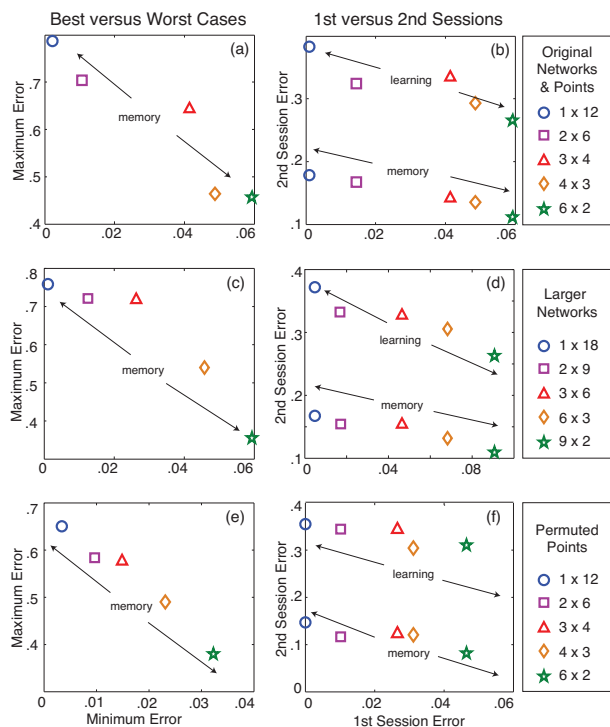 Best versus Worst Cases
1st versus 2nd Sessions
(a)
.7
.6
.5
.4
0
.02
.04
.06
Maximum Error
memory
(b)
.3
.2
.1
0
.02
.04
.06
2nd Session Error
learning
memory
Original
Networks
& Points
1 x 12
2 x 6
3 x 4
4 x 3
6 x 2
(c)
.8
.7
.6
.5
.4
0
.02
.04
.06
Maximum Error
memory
(d)
.4
.3
.2
.1
0
.04
.08
2nd Session Error
learning
memory
Larger
Networks
1 x 18
2 x 9
3 x 6
6 x 3
9 x 2
(e)
.7
.6
.5
.4
0
.01
.02
.03
.04
Maximum Error
memory
Minimum Error
(f)
.4
.3
.2
.1
0
0
.02
.04
.06
2nd Session Error
learning
memory
1st Session Error
Permuted
Points
1 x 12
2 x 6
3 x 4
4 x 3
6 x 2